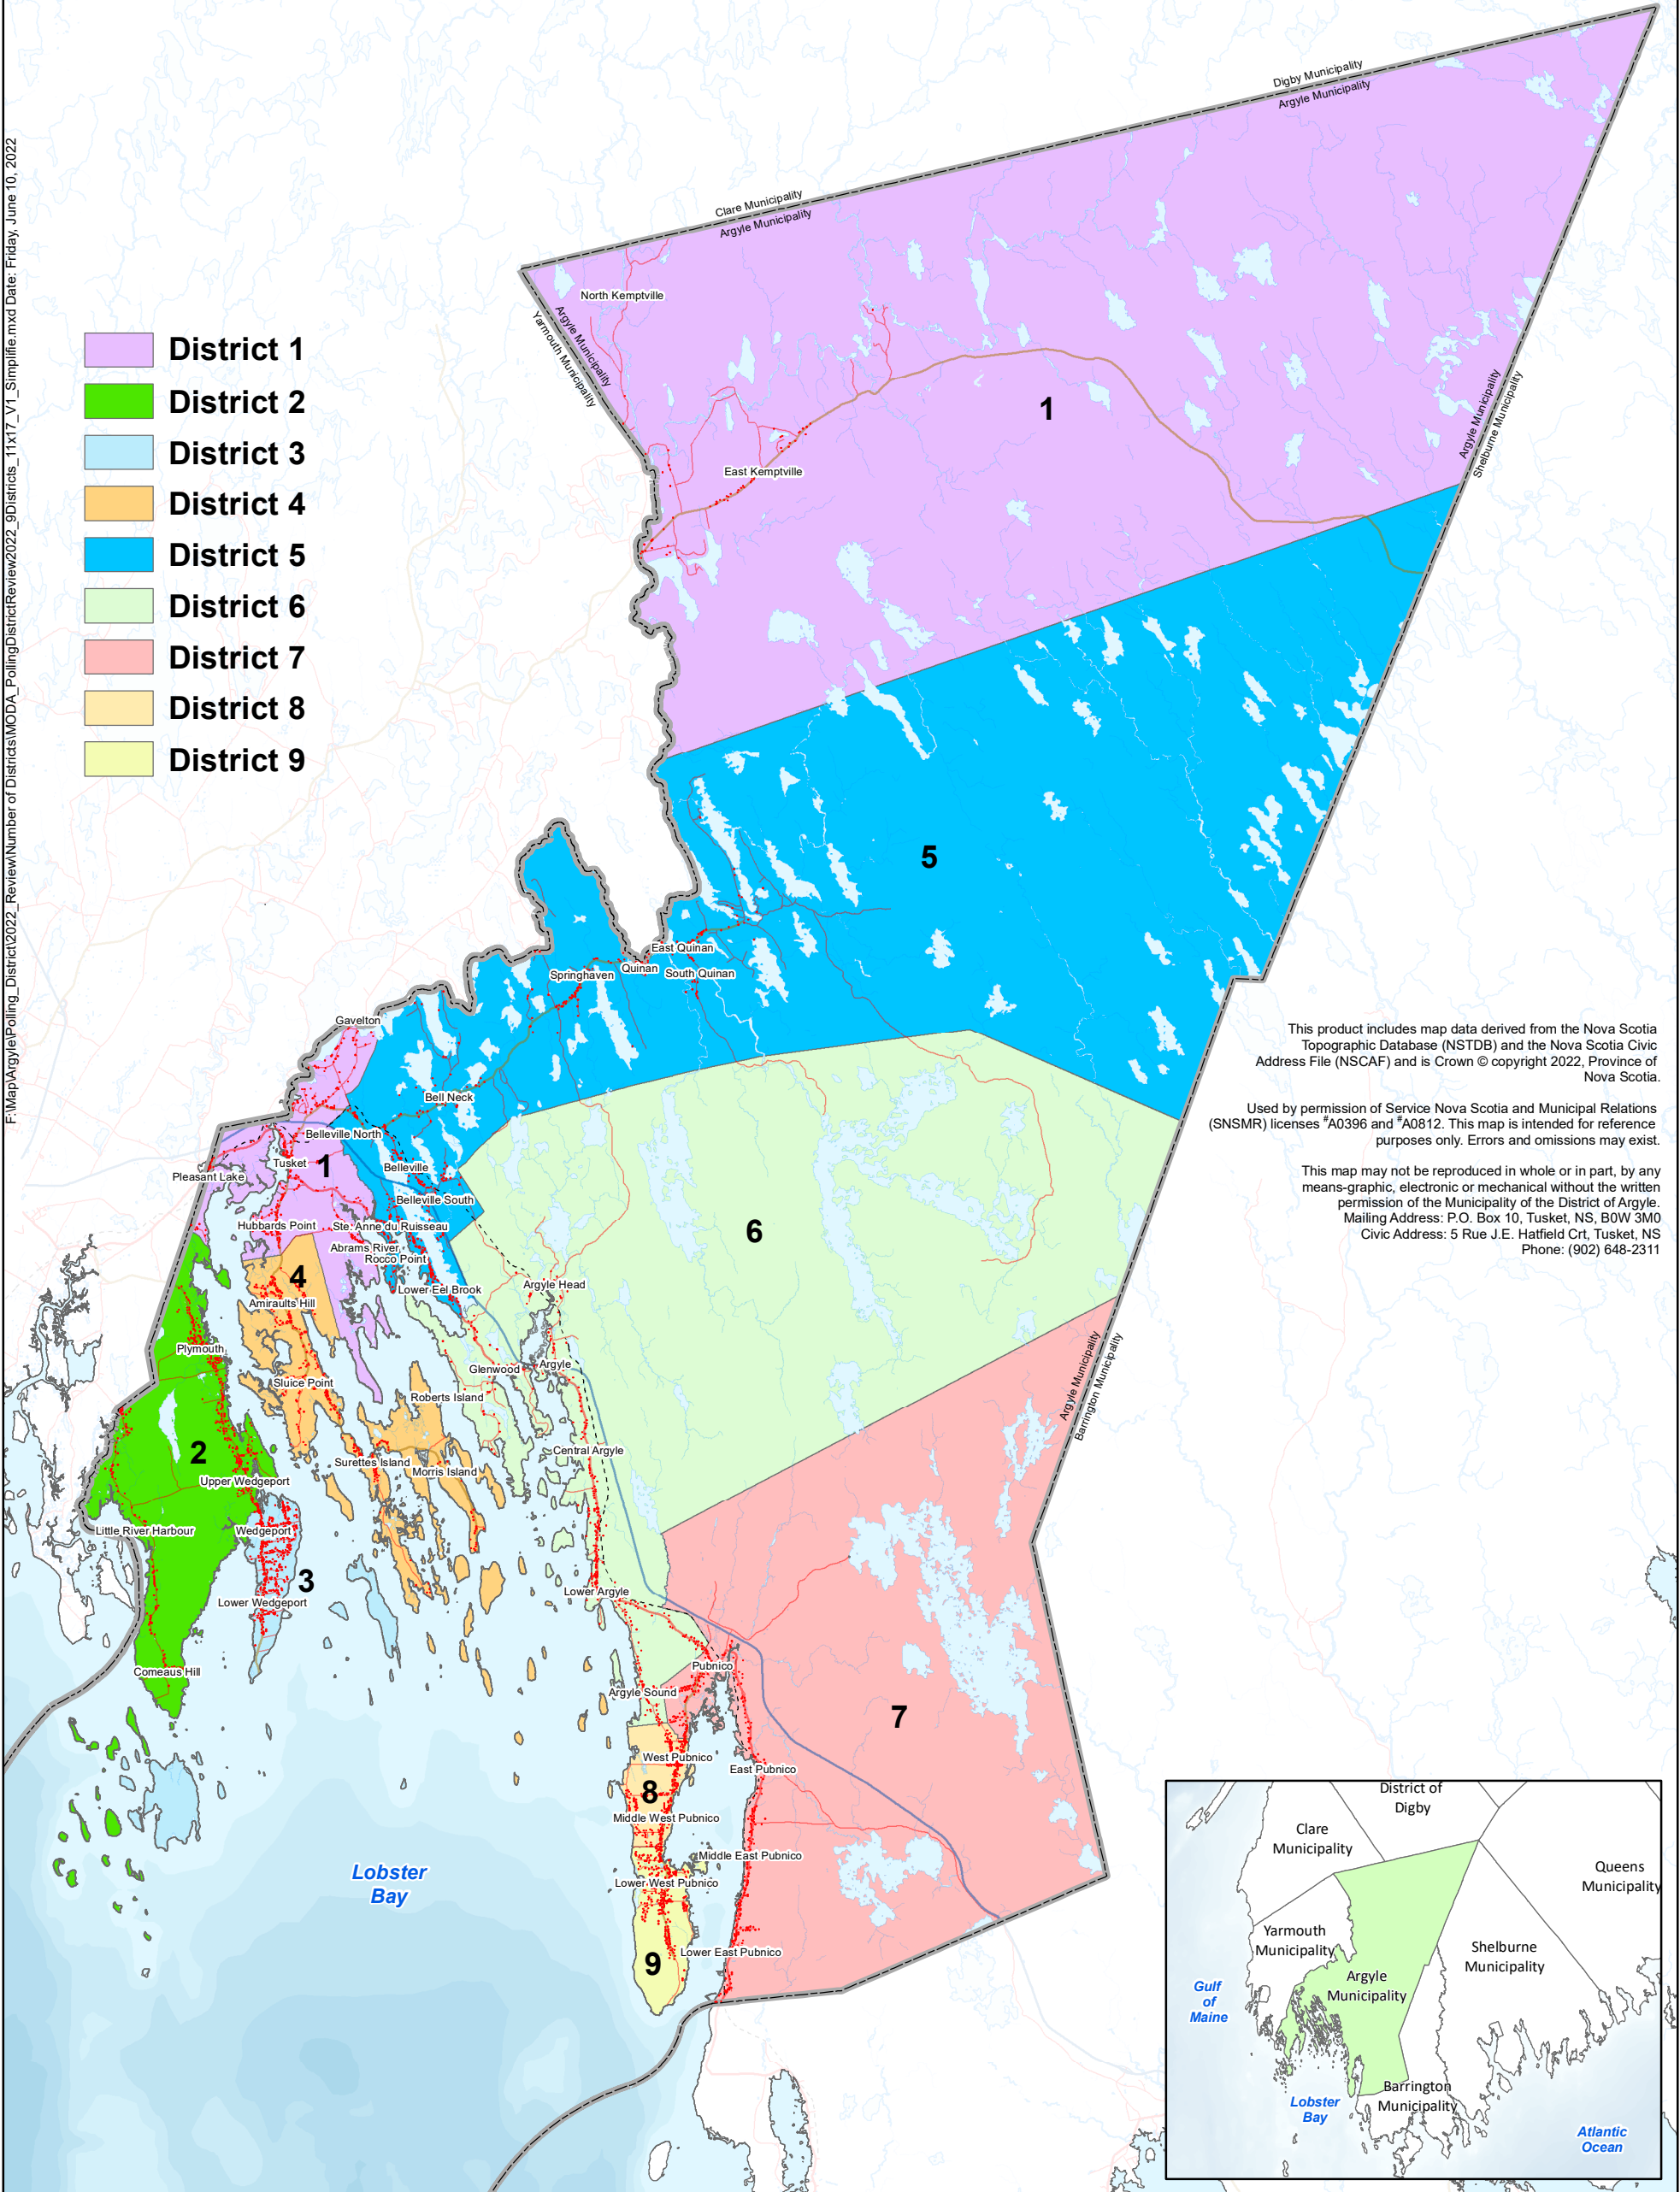 F:\Map\Argyle\Polling_District\2022_Review\Number of Districts\MODA_PollingDistrictReview2022_9Districts_11x17_V1_Simplifie.mxd Date: Friday, June 10, 2022
Digby Municipality
Argyle Municipality
Clare Municipality
Argyle Municipality
North Kemptville
Argyle Municipality
Yarmouth Municipality
District 1
District 2
District 3
District 4
District 5
District 6
District 7
District 8
District 9
1
Argyle Municipality
Shelburne Municipality
East Kemptville
5
East Quinan
Quinan
South Quinan
Springhaven
Gavelton
This product includes map data derived from the Nova Scotia
Topographic Database (NSTDB) and the Nova Scotia Civic
Address File (NSCAF) and is Crown © copyright 2022, Province of
Nova Scotia.
Used by permission of Service Nova Scotia and Municipal Relations
(SNSMR) licenses #A0396 and #A0812. This map is intended for reference
purposes only. Errors and omissions may exist.
This map may not be reproduced in whole or in part, by any
means-graphic, electronic or mechanical without the written
permission of the Municipality of the District of Argyle.
Mailing Address: P.O. Box 10, Tusket, NS, B0W 3M0
Civic Address: 5 Rue J.E. Hatfield Crt, Tusket, NS
Phone: (902) 648-2311
Bell Neck
Belleville North
Tusket
1
Belleville
Pleasant Lake
Belleville South
Hubbards Point
Ste. Anne du Ruisseau
6
Abrams River
Rocco Point
4
Lower Eel Brook
Argyle Head
Amiraults Hill
Plymouth
Glenwood
Argyle
Sluice Point
Roberts Island
Argyle Municipality
Barrington Municipality
2
Central Argyle
Surettes Island
Morris Island
Upper Wedgeport
Little River Harbour
Wedgeport
3
Lower Wedgeport
Lower Argyle
Comeaus Hill
Pubnico
Argyle Sound
7
West Pubnico
East Pubnico
8
Middle West Pubnico
Middle East Pubnico
Lower West Pubnico
Lobster
Bay
9
Lower East Pubnico
District of
Digby
Clare
Municipality
Queens
Municipality
Yarmouth
Municipality
Shelburne
Municipality
Argyle
Municipality
Gulf
of
Maine
Barrington
Municipality
Lobster
Bay
Atlantic
Ocean